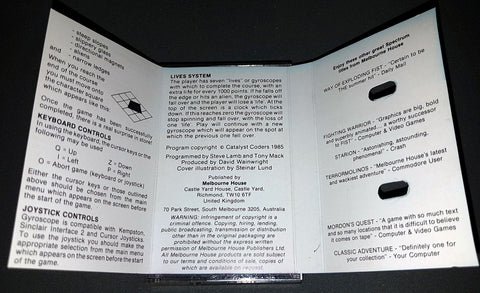 - steep slopes
- slippery glass
- directional magnets
- aliens
and - narrow ledges
When you reach the
end of the course
you must move onto
the character block
which appears like this.
Once the game has been successfully
completed, there is a real surprise in store!
KEYBOARD CONTROLS
In using the keyboard, the cursor keys or the
following may be used
Q = Up Z = Down
I = Left P = Right
O = Abort game (keyboard or joystick)
Either the cursor keys or those outlined
above should be chosen from the main
menu which appears on the screen before
the start of the game.
JOYSTICK CONTROLS
Gyroscope is compatible with Kempston,
Sinclair Interface 2 and Cursor Joysticks.
To use the joystick you should make the
appropriate selection from the main menu
which appears on the screen before the start
of the game.
LIVES SYSTEM
The player has seven "lives" or gyroscopes
with which to complete the course, with an
extra life for every 1000 points. If he falls off
the edge or hits an alien, the gyroscope will
fall over and the player will lose a 'life'. At the
top of the screen is a clock which ticks
down. If this reaches zero the gyroscope will
stop spinning and fall over, with the loss of
one 'life'. Play will continue with a new
gyroscope which will appear on the spot at
which the previous one fell over.
Program copyright © Catalyst Coders 1985
Programmed by Steve Lamb and Tony Mack
Produced by David Wainwright
Cover illustration by Steinar Lund
Published by
Melbourne House
Castle Yard House, Castle Yard,
Richmond, TW10 6TF
United Kingdom
70 Park Street, South Melbourne 3205, Australia
WARNING: Infringement of copyright is a
criminal offence. Copying, hiring, lending,
public broadcasting, transmission or distribution
other than in the original packaging are
prohibited without the express written
permission of Melbourne House Publishers Ltd.
All Melbourne House products are sold subject
to our terms and conditions of sale, copies
of which are available on request.
Enjoy these other great Spectrum
titles from Melbourne House
WAY OF EXPLODING FIST - "Certain to be
The summer hit" - Daily Mail
FIGHTING WARRIOR - "Graphics are big, bold
and wonderfully animated... a worthy successor
to FIST" - Computer & Video Games
STARION - "Astonishing, astounding,
phenomenal" - Crash
TERRORMOLINOS - "Melbourne House's latest
and wackiest adventure" - Commodore User
MORDON'S QUEST - "A game with so much text
and so many locations that it is difficult to believe
it comes on tape" - Computer & Video Games
CLASSIC ADVENTURE - "Definitely one for
your collection" - Your Computer